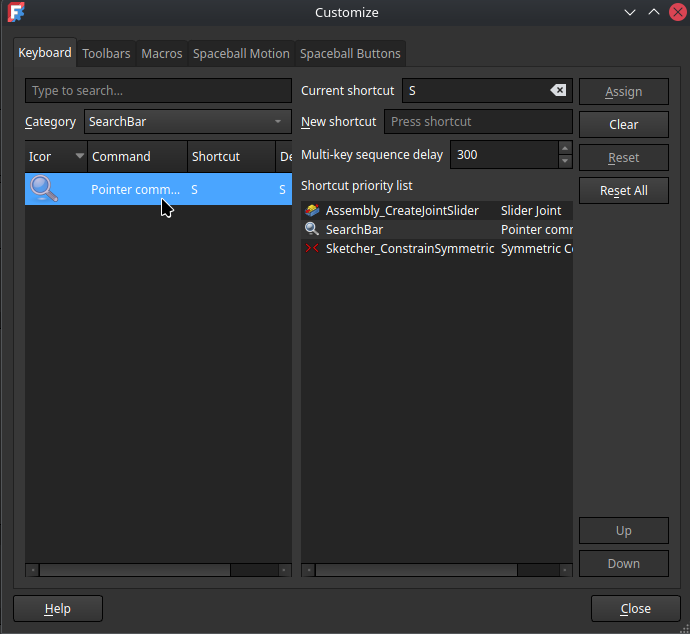 Customize
Keyboard Toolbars Macros Spaceball Motion Spaceball Buttons
Type to search...
Current shortcut S Assign
Category SearchBar
New shortcut Press shortcut Clear
Icor Command Shortcut De
Multi-key sequence delay 300 Reset
Pointer comm... S S
Shortcut priority list Reset All
Assembly_CreateJointSlider Slider Joint
SearchBar Pointer comr
Sketcher_ConstrainSymmetric Symmetric Co
Up
Down
Help Close